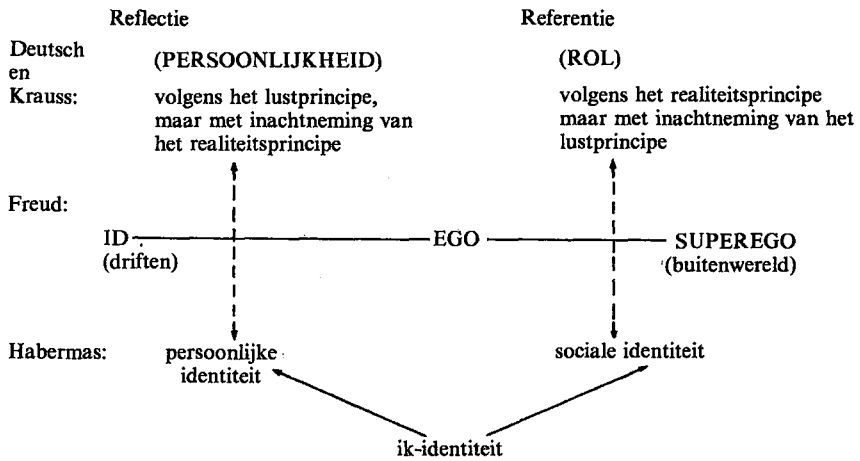 Reflectie
Referentie
Deutsch
en
Krauss:
(PERSOONLIJKHEID)
volgens het lustprincipe,
maar met inachtneming van
het realiteitsprincipe
(ROL)
volgens het realiteitsprincipe
maar met inachtneming van het
lustprincipe
Freud:
ID
(driften)
EGO
SUPEREGO
(buitenwereld)
Habermas:
persoonlijke
identiteit
sociale identiteit
ik-identiteit